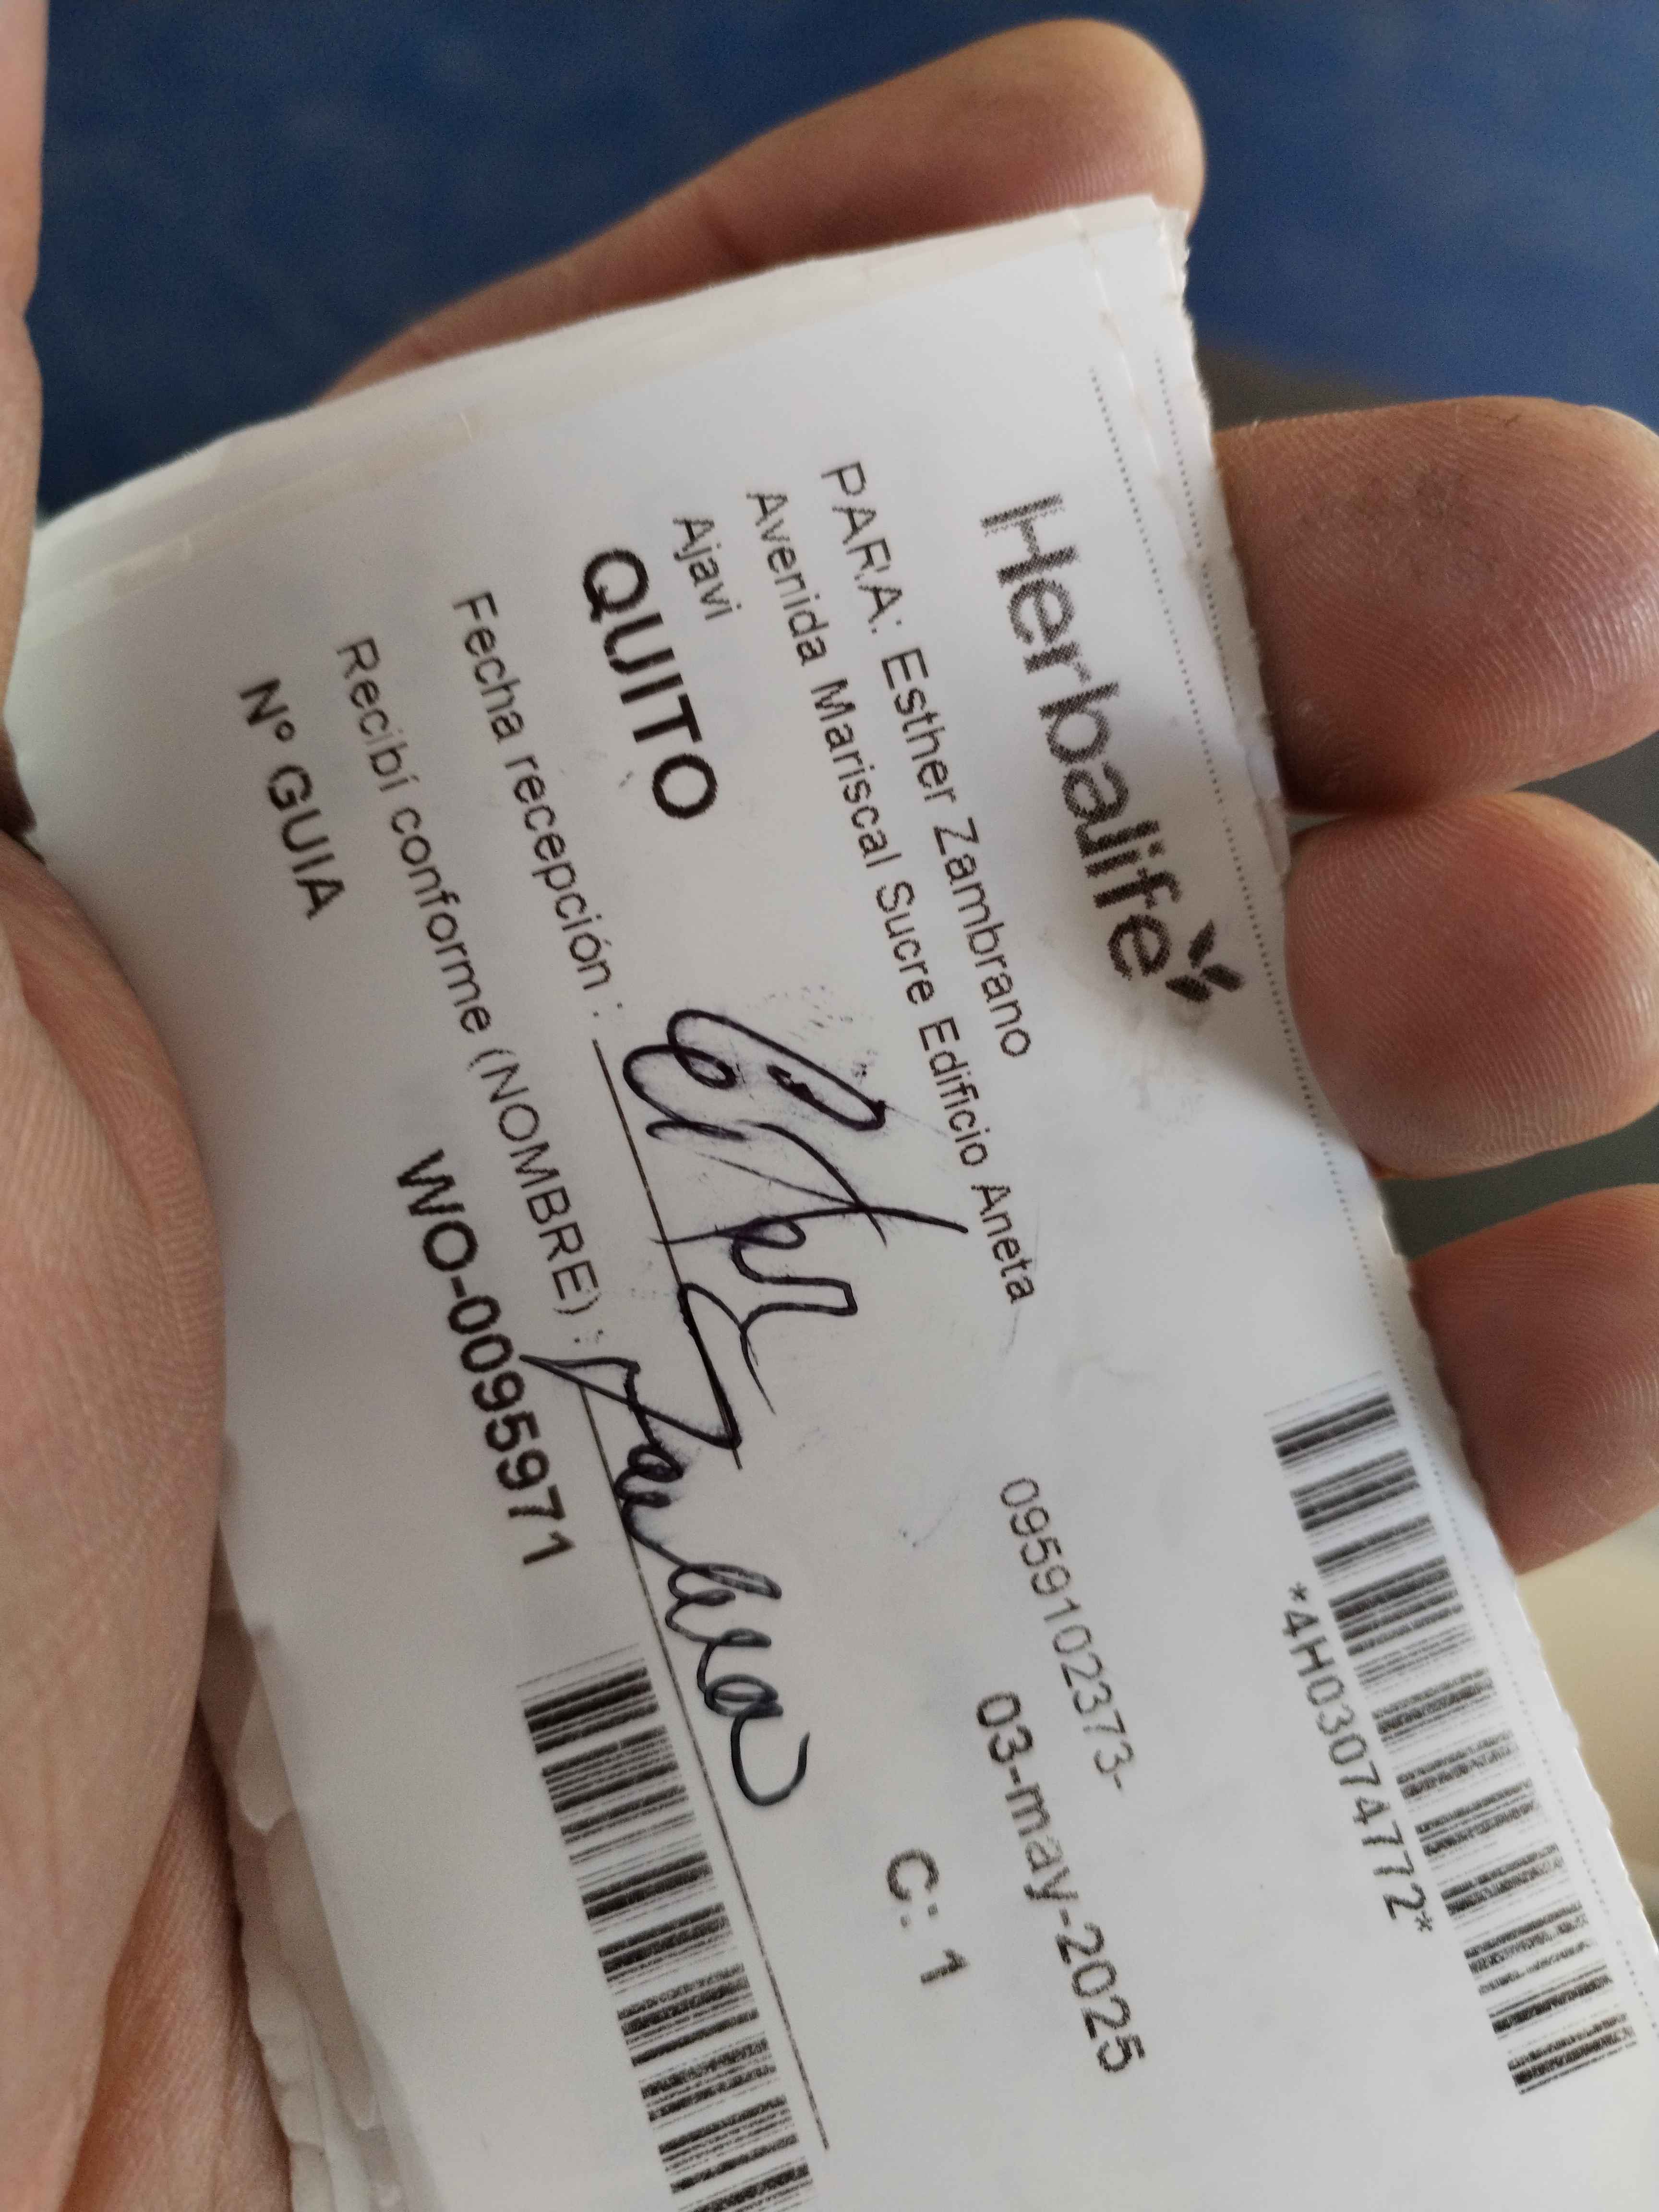 Herbalife
*4H03074772*
PARA: Esther Zambrano
0959102373-
Avenida Mariscal Sucre Edificio Aneta
03-may-2025
Ajavi
QUITO
C: 1
Fecha recepción :
Recibí conforme (NOMBRE) :
Nº GUIA WO-0095971